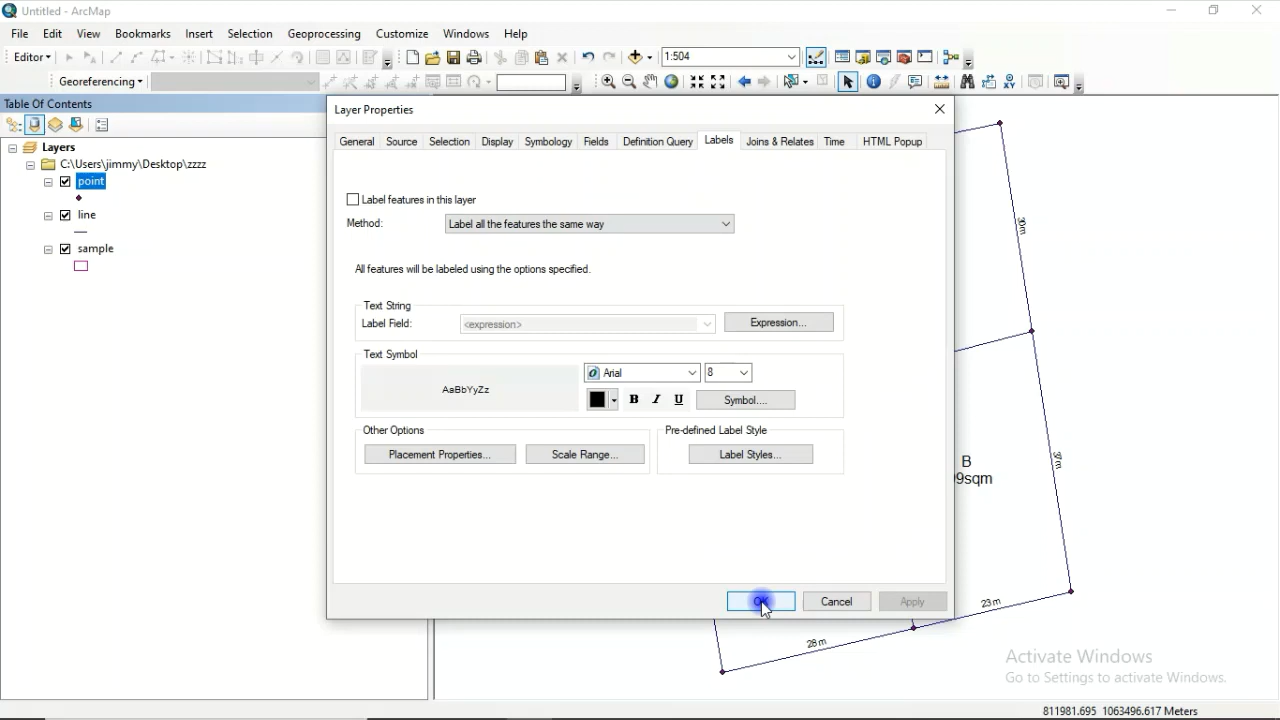 Untitled - ArcMap
File Edit View Bookmarks Insert Selection Geoprocessing Customize Windows Help
Editor 1:504
Georeferencing
Table Of Contents
Layers
C:\Users\jimmy\Desktop\zzzz
point
line
sample
Layer Properties
General Source Selection Display Symbology Fields Definition Query Labels Joins & Relates Time HTML Popup
Label features in this layer
Method: Label all the features the same way
All features will be labeled using the options specified.
Text String
Label Field: <expression> Expression...
Text Symbol
AaBbYyZz
Arial 8
B I U Symbol....
Other Options
Placement Properties... Scale Range...
Pre-defined Label Style
Label Styles...
OK Cancel Apply
30m
37m
B
9sqm
23 m
28 m
Activate Windows
Go to Settings to activate Windows.
811981.695 1063496.617 Meters